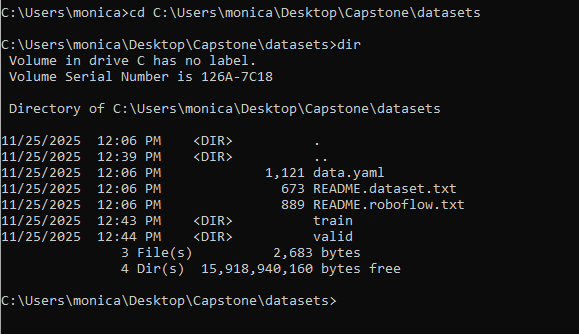 C:\Users\monica>cd C:\Users\monica\Desktop\Capstone\datasets
C:\Users\monica\Desktop\Capstone\datasets>dir
 Volume in drive C has no label.
 Volume Serial Number is 126A-7C18
 Directory of C:\Users\monica\Desktop\Capstone\datasets
11/25/2025  12:06 PM    <DIR>          .
11/25/2025  12:39 PM    <DIR>          ..
11/25/2025  12:06 PM             1,121 data.yaml
11/25/2025  12:06 PM               673 README.dataset.txt
11/25/2025  12:06 PM               889 README.roboflow.txt
11/25/2025  12:43 PM    <DIR>          train
11/25/2025  12:44 PM    <DIR>          valid
               3 File(s)          2,683 bytes
               4 Dir(s)  15,918,940,160 bytes free
C:\Users\monica\Desktop\Capstone\datasets>